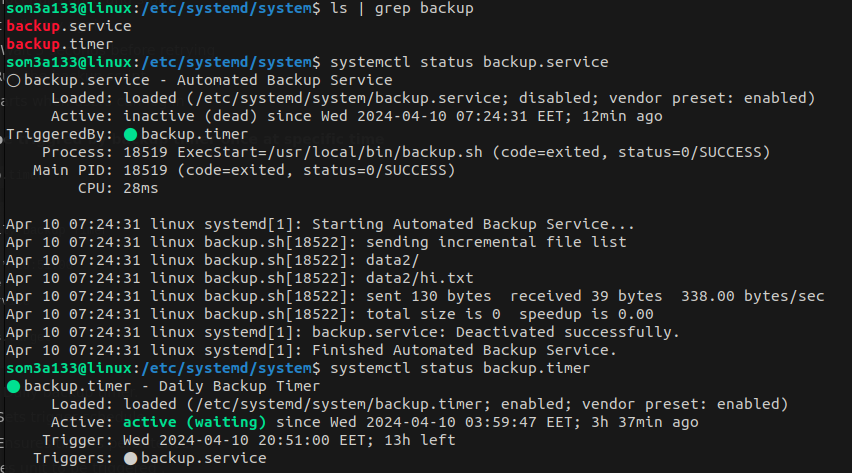 som3a133@linux:/etc/systemd/system$ ls | grep backup
backup.service
backup.timer
som3a133@linux:/etc/systemd/system$ systemctl status backup.service
○ backup.service - Automated Backup Service
     Loaded: loaded (/etc/systemd/system/backup.service; disabled; vendor preset: enabled)
     Active: inactive (dead) since Wed 2024-04-10 07:24:31 EET; 12min ago
TriggeredBy: ● backup.timer
    Process: 18519 ExecStart=/usr/local/bin/backup.sh (code=exited, status=0/SUCCESS)
   Main PID: 18519 (code=exited, status=0/SUCCESS)
        CPU: 28ms

Apr 10 07:24:31 linux systemd[1]: Starting Automated Backup Service...
Apr 10 07:24:31 linux backup.sh[18522]: sending incremental file list
Apr 10 07:24:31 linux backup.sh[18522]: data2/
Apr 10 07:24:31 linux backup.sh[18522]: data2/hi.txt
Apr 10 07:24:31 linux backup.sh[18522]: sent 130 bytes  received 39 bytes  338.00 bytes/sec
Apr 10 07:24:31 linux backup.sh[18522]: total size is 0  speedup is 0.00
Apr 10 07:24:31 linux systemd[1]: backup.service: Deactivated successfully.
Apr 10 07:24:31 linux systemd[1]: Finished Automated Backup Service.
som3a133@linux:/etc/systemd/system$ systemctl status backup.timer
● backup.timer - Daily Backup Timer
     Loaded: loaded (/etc/systemd/system/backup.timer; enabled; vendor preset: enabled)
     Active: active (waiting) since Wed 2024-04-10 03:59:47 EET; 3h 37min ago
    Trigger: Wed 2024-04-10 20:51:00 EET; 13h left
   Triggers: ● backup.service